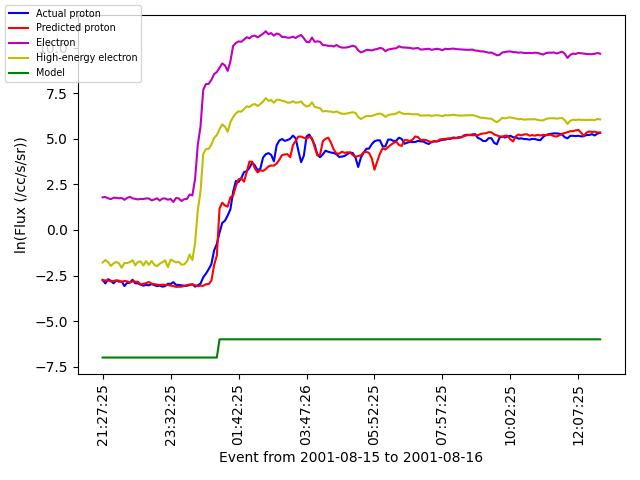 Actual proton
Predicted proton
Electron
High-energy electron
Model
10.0
7.5
5.0
2.5
0.0
−2.5
−5.0
−7.5
ln(Flux (/cc/s/sr))
21:27:25
23:32:25
01:42:25
03:47:26
05:52:25
07:57:25
10:02:25
12:07:25
Event from 2001-08-15 to 2001-08-16